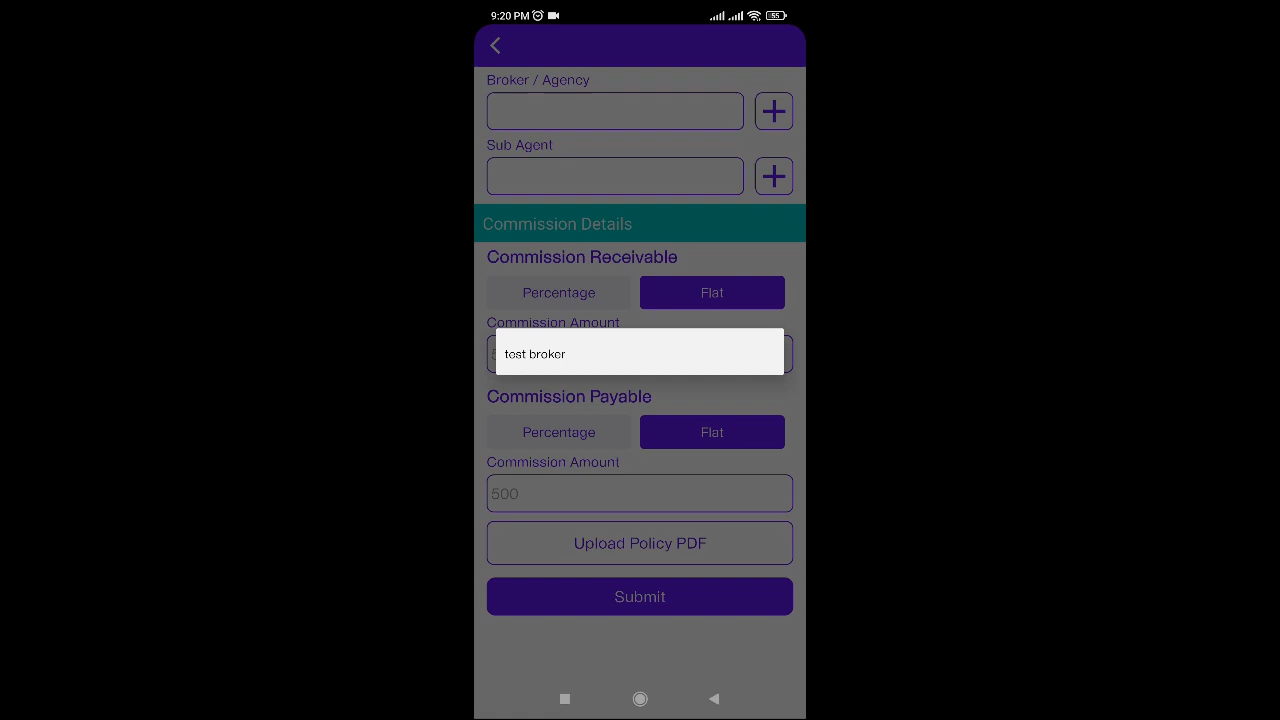 9:20 PM
55
Broker / Agency
Sub Agent
Commission Details
Commission Receivable
Percentage
Flat
Commission Amount
test broker
Commission Payable
Percentage
Flat
Commission Amount
500
Upload Policy PDF
Submit